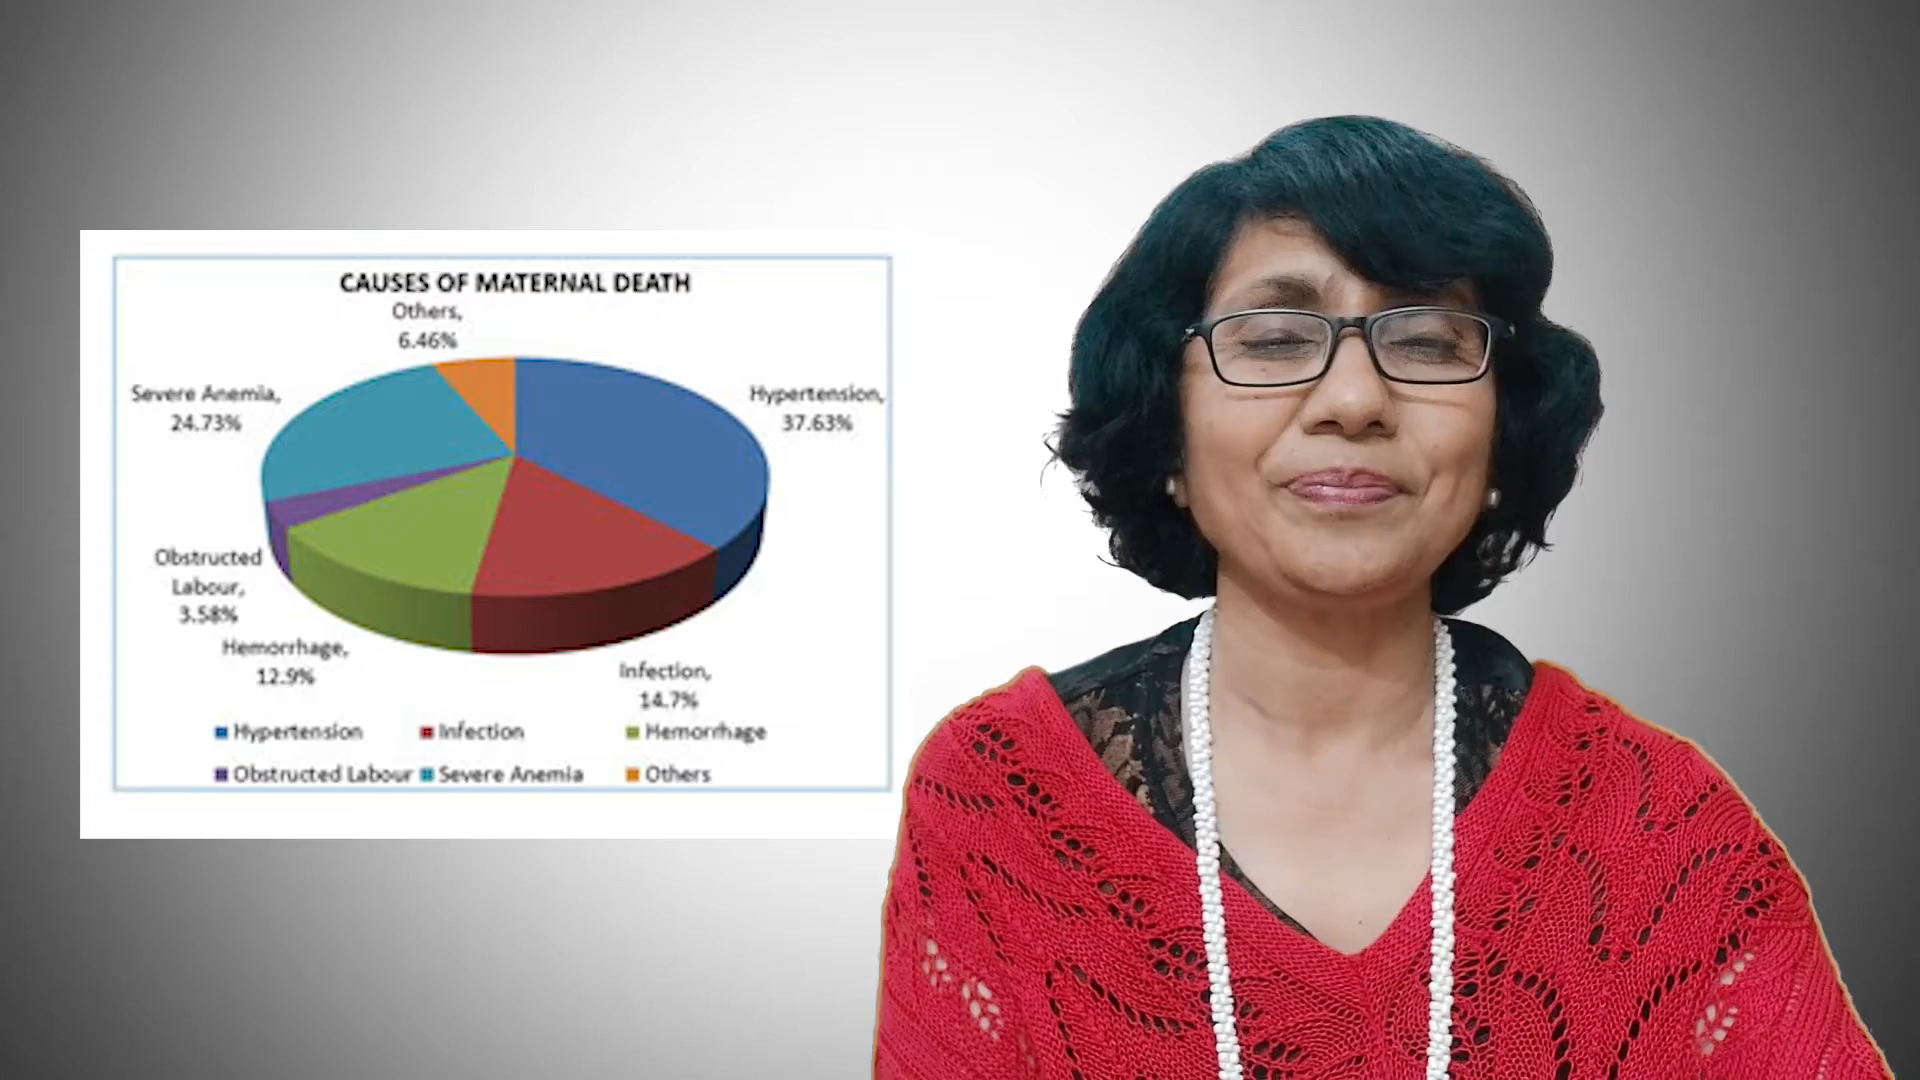 CAUSES OF MATERNAL DEATH
Others,
6.46%
Severe Anemia,
24.73%
Hypertension,
37.63%
Obstructed
Labour,
3.58%
Hemorrhage,
12.9%
Infection,
14.7%
Hypertension
Infection
Hemorrhage
Obstructed Labour
Severe Anemia
Others